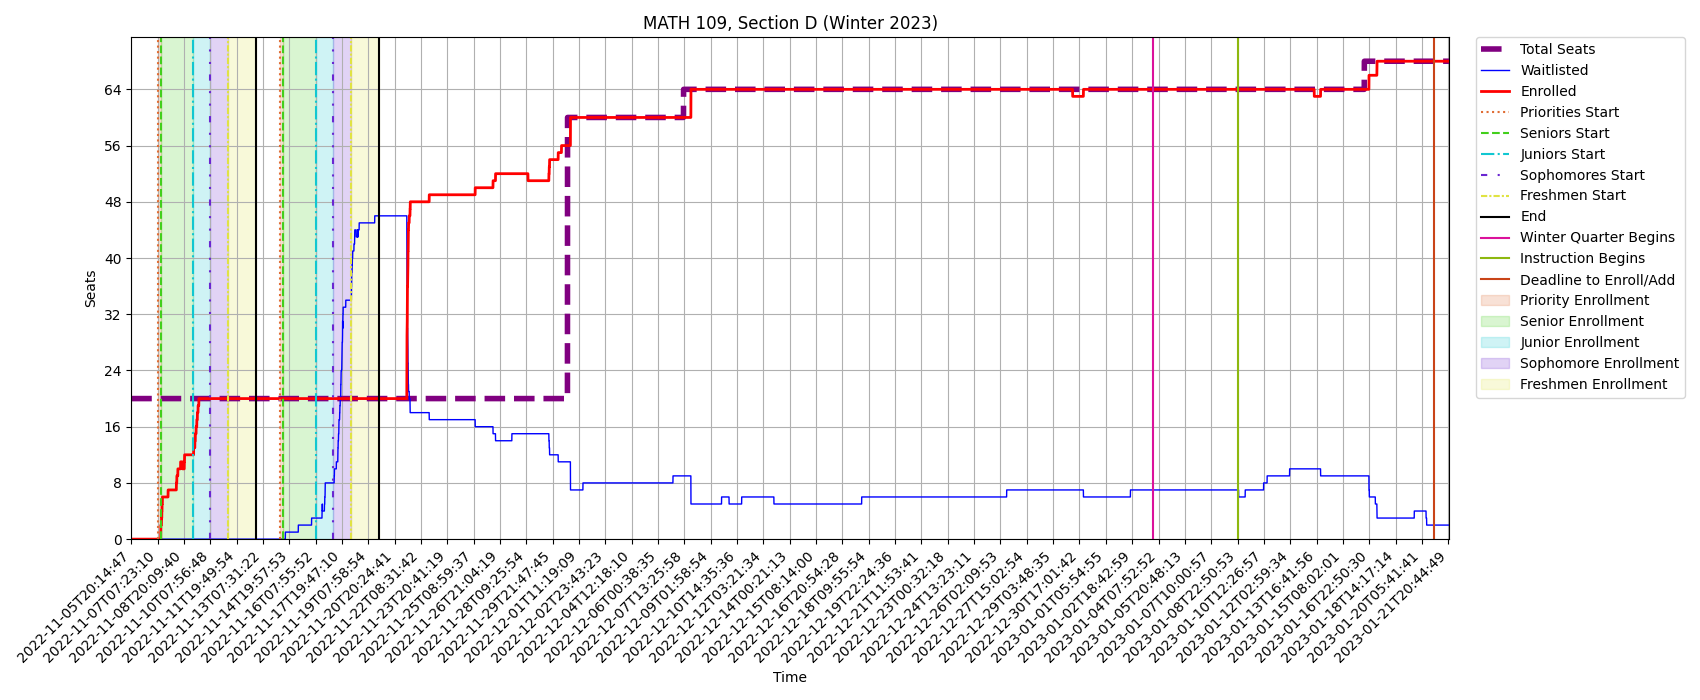 MATH 109, Section D (Winter 2023)
Seats
64
56
48
40
32
24
16
8
0
2022-11-05T20:14:47
2022-11-07T07:23:10
2022-11-08T20:09:40
2022-11-10T07:56:48
2022-11-11T19:49:54
2022-11-13T07:31:22
2022-11-14T19:57:53
2022-11-16T07:55:52
2022-11-17T19:47:10
2022-11-19T07:58:54
2022-11-20T20:24:41
2022-11-22T08:31:42
2022-11-23T20:41:19
2022-11-25T08:59:37
2022-11-26T21:04:19
2022-11-28T09:25:54
2022-11-29T21:47:45
2022-12-01T11:19:09
2022-12-02T23:43:23
2022-12-04T12:18:10
2022-12-06T00:38:35
2022-12-07T13:25:58
2022-12-09T01:58:54
2022-12-10T14:35:36
2022-12-12T03:21:34
2022-12-14T00:21:13
2022-12-15T08:14:00
2022-12-16T20:54:28
2022-12-18T09:55:54
2022-12-19T22:24:36
2022-12-21T11:53:41
2022-12-23T00:32:18
2022-12-24T13:23:11
2022-12-26T02:09:53
2022-12-27T15:02:54
2022-12-29T03:48:35
2022-12-30T17:01:42
2023-01-01T05:54:55
2023-01-02T18:42:59
2023-01-04T07:52:52
2023-01-05T20:48:13
2023-01-07T10:00:57
2023-01-08T22:50:53
2023-01-10T12:26:57
2023-01-12T02:59:34
2023-01-13T16:41:56
2023-01-15T08:02:01
2023-01-16T22:50:30
2023-01-18T14:17:14
2023-01-20T05:41:41
2023-01-21T20:44:49
Time
Total Seats
Waitlisted
Enrolled
Priorities Start
Seniors Start
Juniors Start
Sophomores Start
Freshmen Start
End
Winter Quarter Begins
Instruction Begins
Deadline to Enroll/Add
Priority Enrollment
Senior Enrollment
Junior Enrollment
Sophomore Enrollment
Freshmen Enrollment